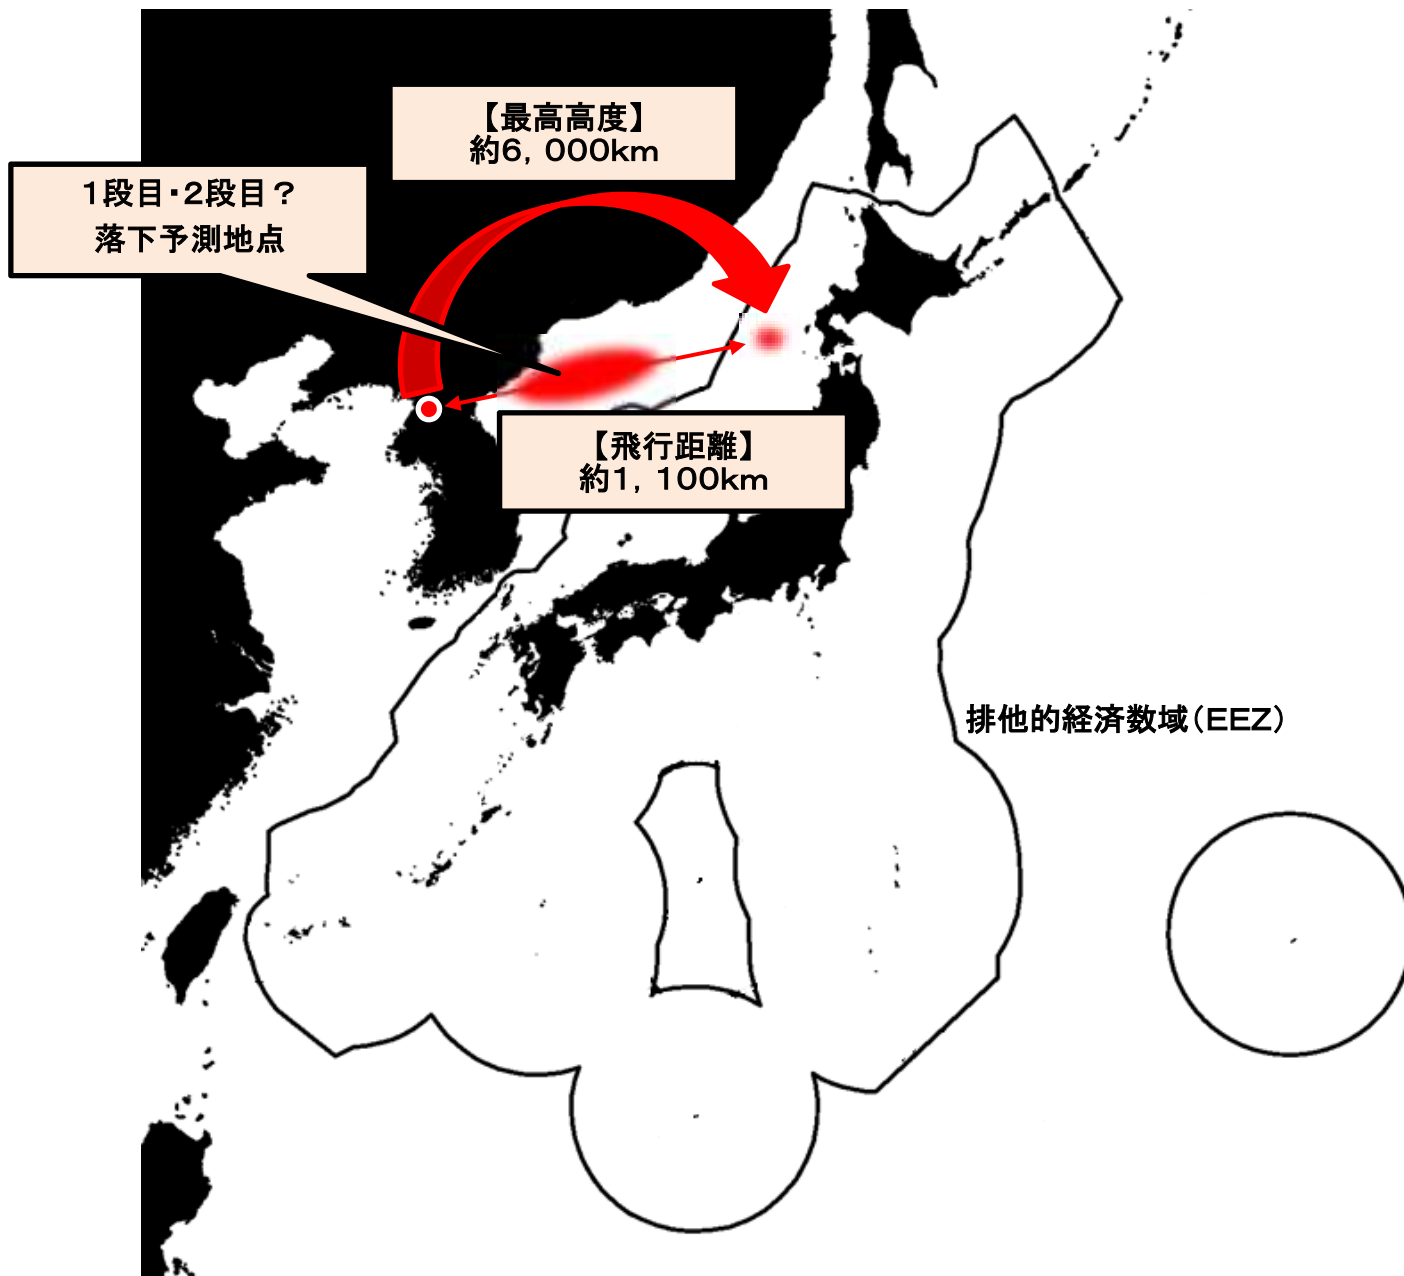 【最高高度】
約6，000km
1段目・2段目？
落下予測地点
【飛行距離】
約1，100km
排他的経済数域（EEZ）